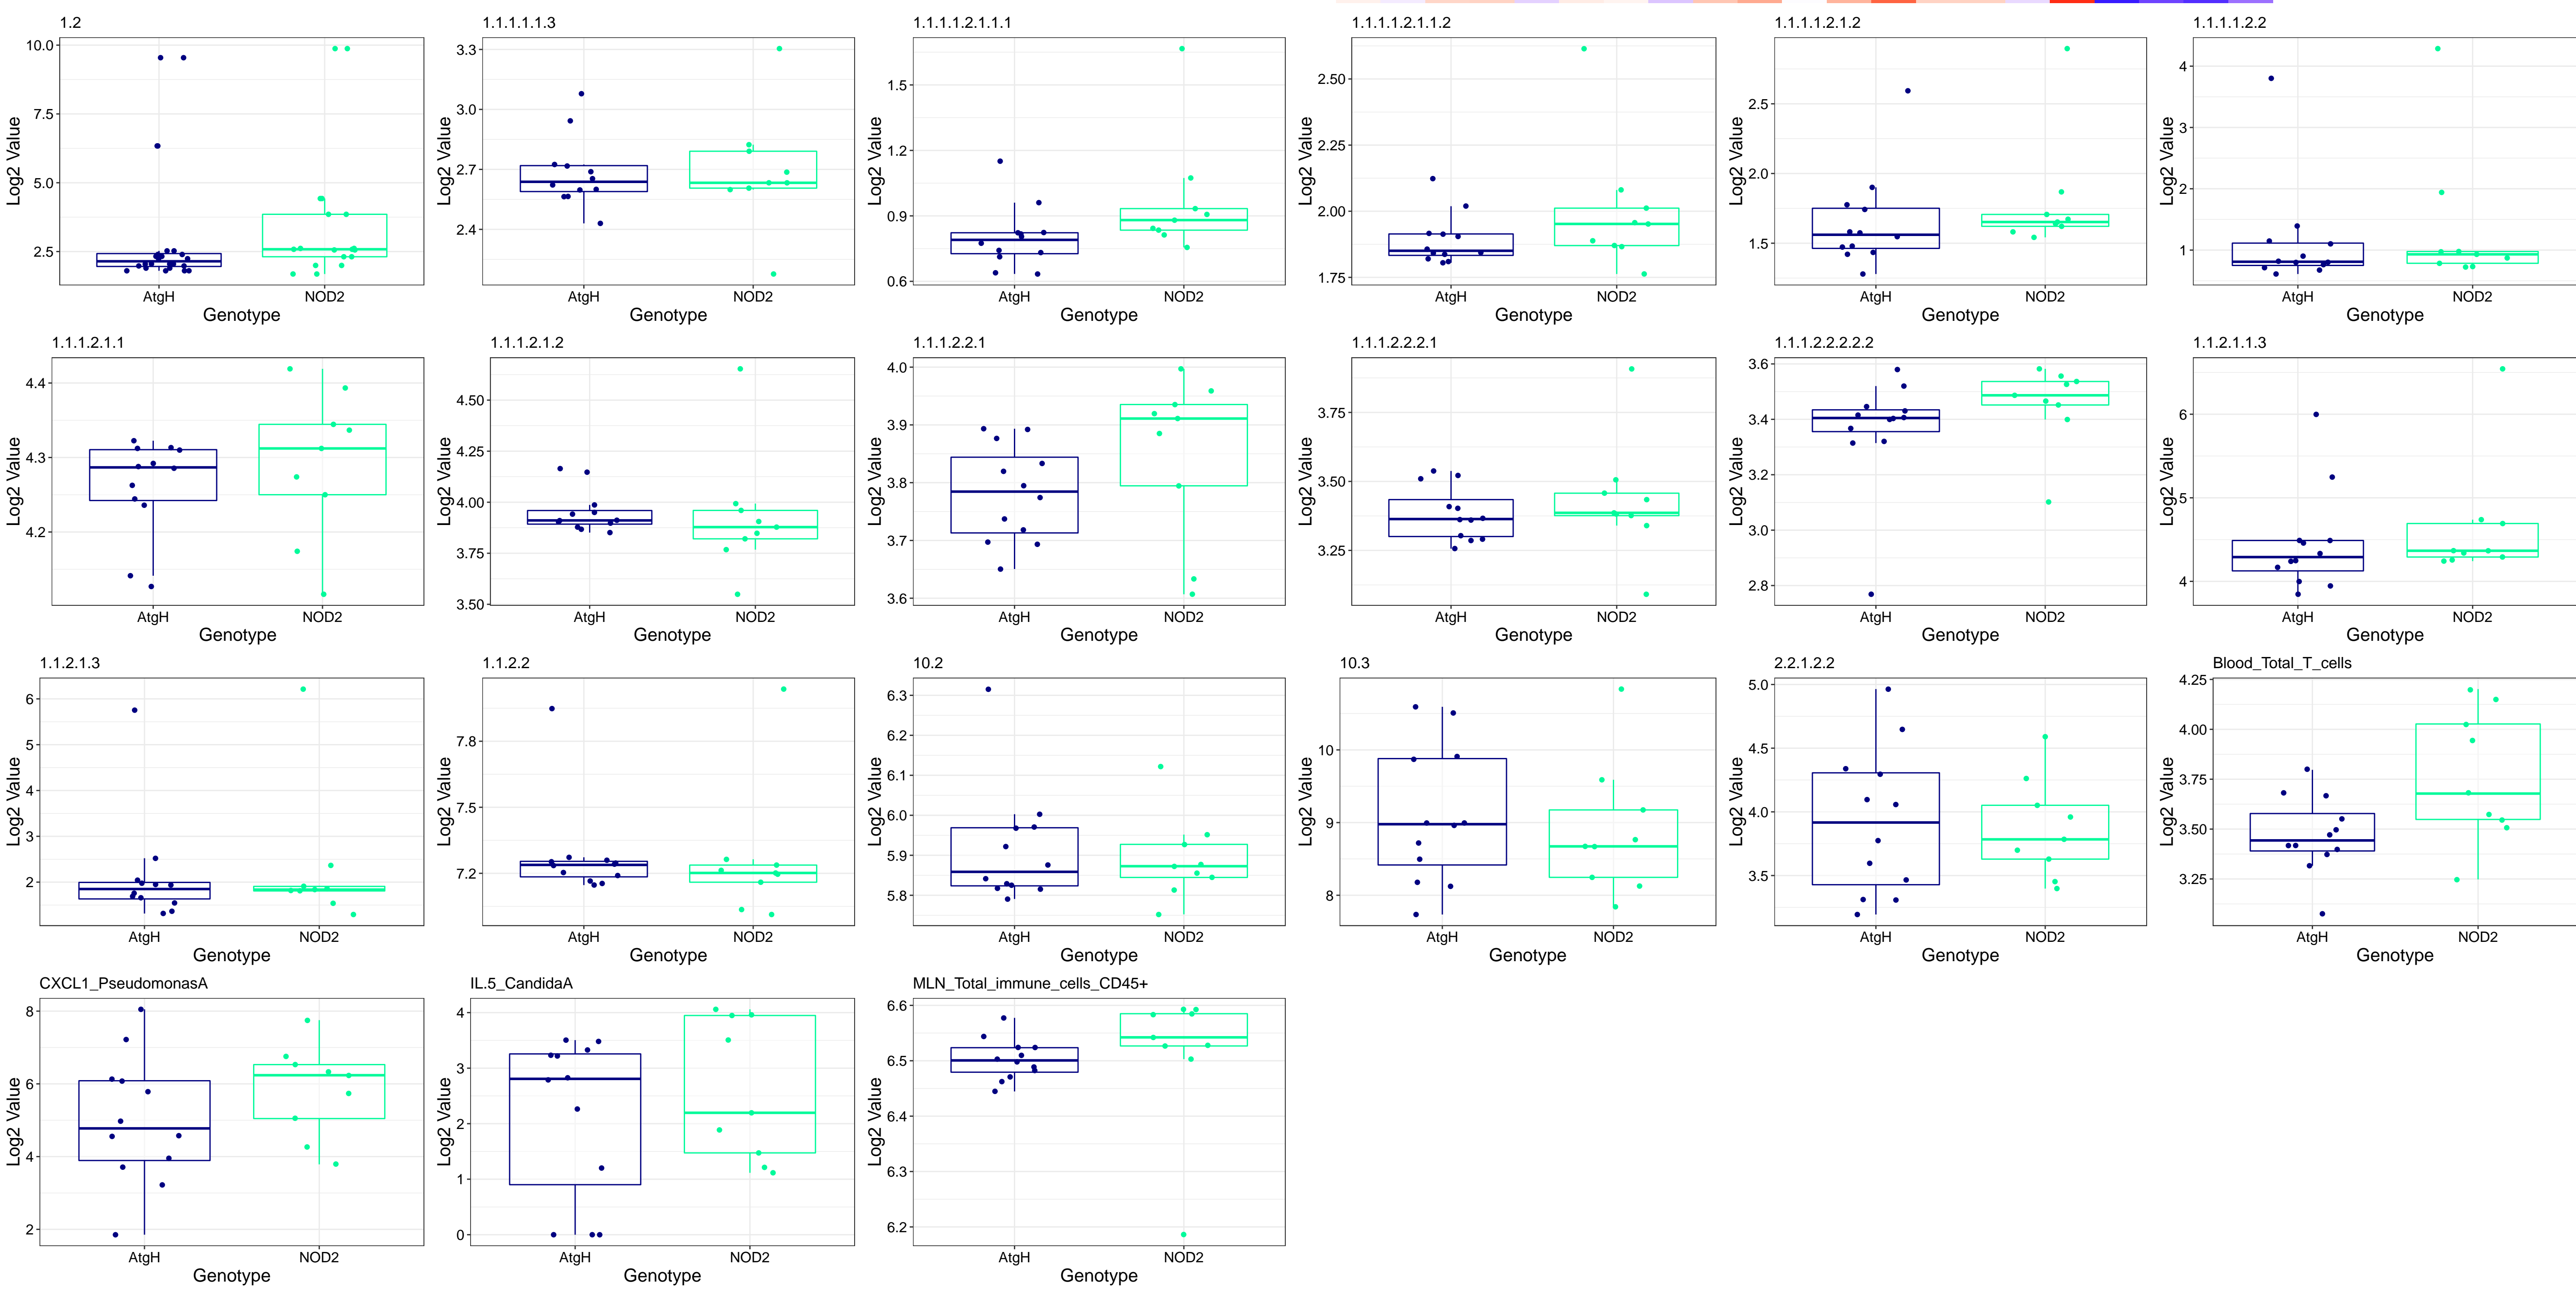 1.2
10.0
7.5
5.0
2.5
Log2 Value
AtgH
NOD2
Genotype
1.1.1.1.1.1.3
3.3
3.0
2.7
2.4
Log2 Value
AtgH
NOD2
Genotype
1.1.1.1.1.2.1.1.1.1
1.5
1.2
0.9
0.6
Log2 Value
AtgH
NOD2
Genotype
1.1.1.1.1.2.1.1.1.2
2.50
2.25
2.00
1.75
Log2 Value
AtgH
NOD2
Genotype
1.1.1.1.1.2.1.2
2.5
2.0
1.5
Log2 Value
AtgH
NOD2
Genotype
1.1.1.1.1.2.2
4
3
2
1
Log2 Value
AtgH
NOD2
Genotype
1.1.1.1.2.1.1
4.4
4.3
4.2
Log2 Value
AtgH
NOD2
Genotype
1.1.1.1.2.1.2
4.50
4.25
4.00
3.75
3.50
Log2 Value
AtgH
NOD2
Genotype
1.1.1.1.2.2.1
4.0
3.9
3.8
3.7
3.6
Log2 Value
AtgH
NOD2
Genotype
1.1.1.1.2.2.2.1
3.75
3.50
3.25
Log2 Value
AtgH
NOD2
Genotype
1.1.1.1.2.2.2.2.2
3.6
3.4
3.2
3.0
2.8
Log2 Value
AtgH
NOD2
Genotype
1.1.2.1.1.3
6
5
4
Log2 Value
AtgH
NOD2
Genotype
1.1.2.1.3
6
5
4
3
2
Log2 Value
AtgH
NOD2
Genotype
1.1.2.2
7.8
7.5
7.2
Log2 Value
AtgH
NOD2
Genotype
10.2
6.3
6.2
6.1
6.0
5.9
5.8
Log2 Value
AtgH
NOD2
Genotype
10.3
10
9
8
Log2 Value
AtgH
NOD2
Genotype
2.2.1.2.2
5.0
4.5
4.0
3.5
Log2 Value
AtgH
NOD2
Genotype
Blood_Total_T_cells
4.25
4.00
3.75
3.50
3.25
Log2 Value
AtgH
NOD2
Genotype
CXCL1_PseudomonasA
8
6
4
2
Log2 Value
AtgH
NOD2
Genotype
IL.5_CandidaA
4
3
2
1
0
Log2 Value
AtgH
NOD2
Genotype
MLN_Total_immune_cells_CD45+
6.6
6.5
6.4
6.3
6.2
Log2 Value
AtgH
NOD2
Genotype